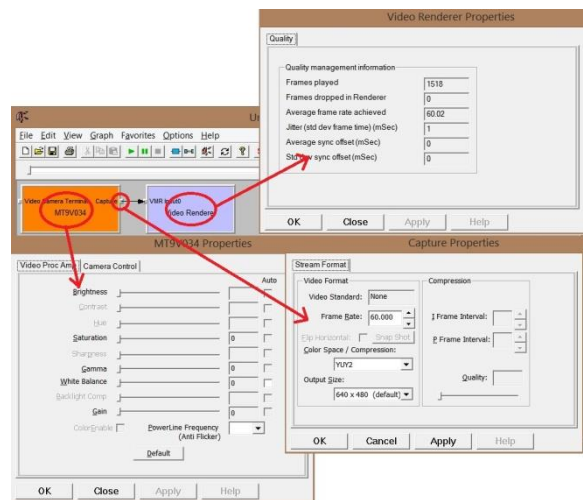 Video Renderer Properties
Quality
Quality management information
Frames played 1518
Frames dropped in Renderer 0
Average frame rate achieved 60.02
Jitter (std dev frame time) (mSec) 1
Average sync offset (mSec) 0
Std Dev sync offset (mSec) 0
OK Close Apply Help
File Edit View Graph Favorites Options Help
Video Camera Terminal Capture
MT9V034
VMR Input0
Video Renderer
MT9V034 Properties
Video Proc Amp Camera Control
Auto
Brightness
Contrast
Hue
Saturation 0
Sharpness
Gamma 0
White Balance 0
Backlight Comp
Gain 0
ColorEnable PowerLine Frequency
(Anti Flicker)
Default
OK Close Apply Help
Capture Properties
Stream Format
Video Format
Video Standard: None
Frame Rate: 60.000
Flip Horizontal: Snap Shot
Color Space / Compression:
YUY2
Output Size:
640 x 480 (default)
Compression
I Frame Interval:
P Frame Interval:
Quality:
OK Cancel Apply Help